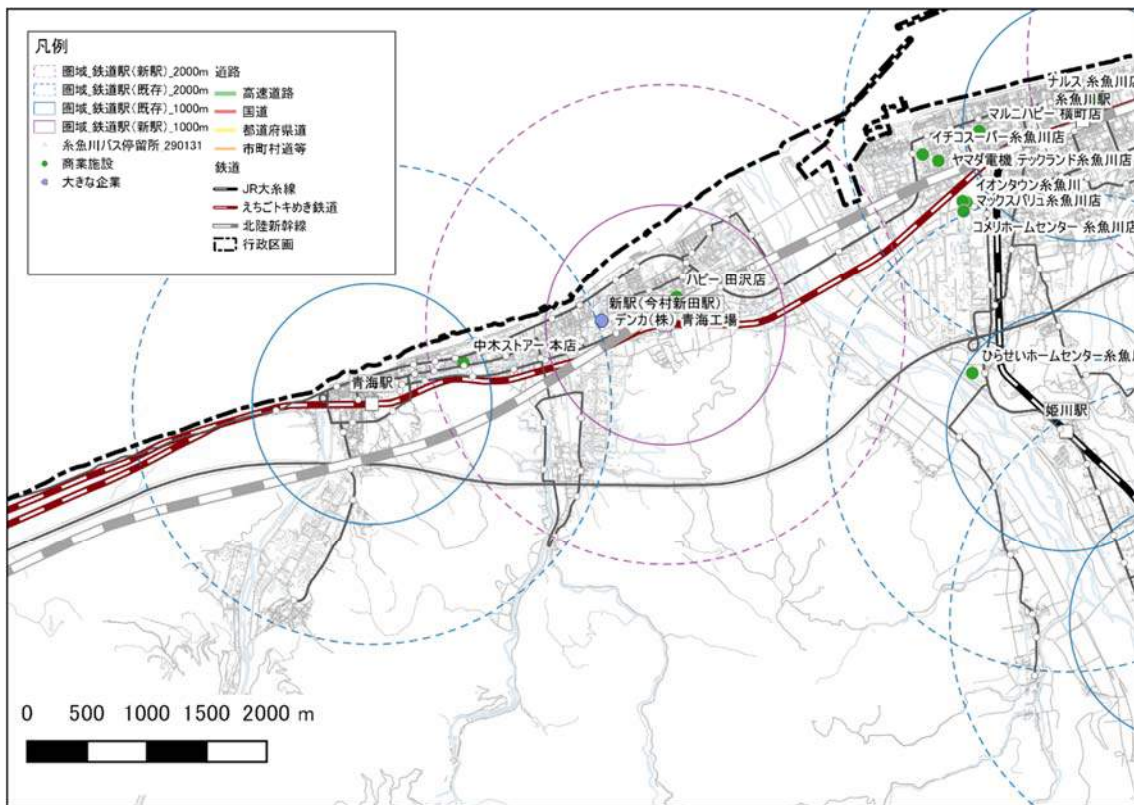 凡例
圏域_鉄道駅(新駅)_2000m
圏域_鉄道駅(既存)_2000m
圏域_鉄道駅(既存)_1000m
圏域_鉄道駅(新駅)_1000m
糸魚川バス停留所 290131
商業施設
大きな企業
道路
高速道路
国道
都道府県道
市町村道等
鉄道
JR大糸線
えちごトキめき鉄道
北陸新幹線
行政区画
ナルス 糸魚川店
糸魚川駅
マルニハピー 横町店
イチコスーパー糸魚川店
ヤマダ電機 テックランド糸魚川店
イオンタウン糸魚川
マックスバリュ糸魚川店
コメリホームセンター 糸魚川店
ハピー 田沢店
新駅(今村新田駅)
デンカ(株) 青海工場
中木ストアー 本店
青海駅
ひらせいホームセンター糸魚川
姫川駅
0 500 1000 1500 2000 m